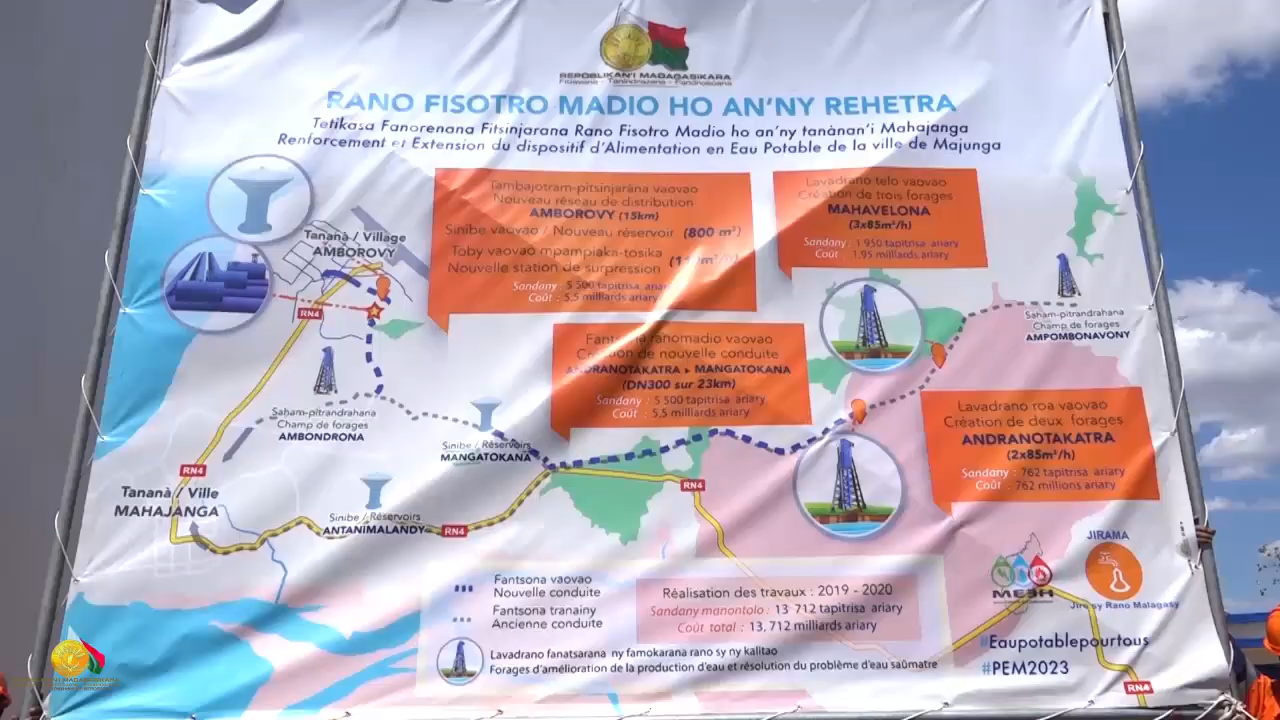 REPOBLIKAN'I MADAGASIKARA
Fitiavana - Tanindrazana - Fandrosoana
RANO FISOTRO MADIO HO AN'NY REHETRA
Tetikasa Fanorenana Fitsinjarana Rano Fisotro Madio ho an'ny tanànan'i Mahajanga
Renforcement et Extension du dispositif d'Alimentation en Eau Potable de la ville de Majunga
Tambajotram-pitsinjarana vaovao
Nouveau réseau de distribution
AMBOROVY (15km)
Sinibe vaovao / Nouveau réservoir (800 m³)
Toby vaovao mpampiaka-tosika
Nouvelle station de surpression
Sandany : 5 500 tapitrisa ariary
Coût : 5,5 milliards ariary
Lavadrano telo vaovao
Création de trois forages
MAHAVELONA
(3x85m³/h)
Sandany : 1 950 tapitrisa ariary
Coût : 1,95 milliards ariary
Tananà / Village
AMBOROVY
RN4
Saham-pitrandrahana
Champ de forages
AMPOMBONAVONY
Fantsona ranomadio vaovao
Création de nouvelle conduite
ANDRANOTAKATRA ▸ MANGATOKANA
(DN300 sur 23km)
Sandany : 5 500 tapitrisa ariary
Coût : 5,5 milliards ariary
Saham-pitrandrahana
Champ de forages
AMBONDRONA
Sinibe / Réservoirs
MANGATOKANA
Lavadrano roa vaovao
Création de deux forages
ANDRANOTAKATRA
(2x85m³/h)
Sandany : 762 tapitrisa ariary
Coût : 762 millions ariary
RN4
RN4
Tananà / Ville
MAHAJANGA
Sinibe / Réservoirs
ANTANIMALANDY
RN4
Fantsona vaovao
Nouvelle conduite
Fantsona tranainy
Ancienne conduite
Réalisation des travaux : 2019 - 2020
Sandany manontolo : 13 712 tapitrisa ariary
Coût total : 13,712 milliards ariary
Lavadrano fanatsarana ny famokarana rano sy ny kalitao
Forages d'amélioration de la production d'eau et résolution du problème d'eau saûmatre
MEEH
JIRAMA
Jiro sy Rano Malagasy
#Eaupotablepourtous
#PEM2023
RN4